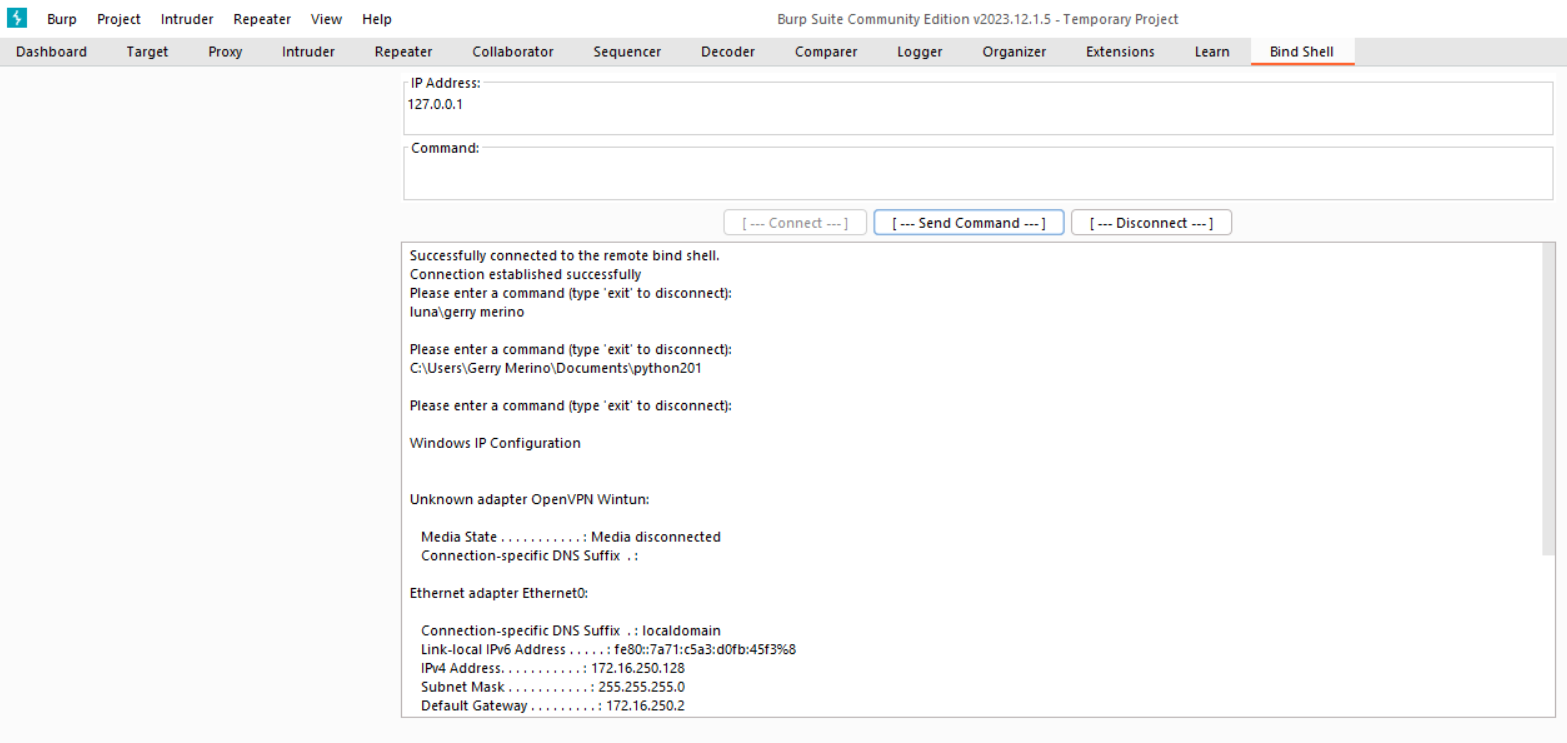 Burp Project Intruder Repeater View Help Burp Suite Community Edition v2023.12.1.5 - Temporary Project
Dashboard Target Proxy Intruder Repeater Collaborator Sequencer Decoder Comparer Logger Organizer Extensions Learn Bind Shell
IP Address:
127.0.0.1
Command:
[ --- Connect --- ] [ --- Send Command --- ] [ --- Disconnect --- ]
Successfully connected to the remote bind shell.
Connection established successfully
Please enter a command (type 'exit' to disconnect):
luna\gerry merino
Please enter a command (type 'exit' to disconnect):
C:\Users\Gerry Merino\Documents\python201
Please enter a command (type 'exit' to disconnect):
Windows IP Configuration
Unknown adapter OpenVPN Wintun:
Media State . . . . . . . . . . . : Media disconnected
Connection-specific DNS Suffix . :
Ethernet adapter Ethernet0:
Connection-specific DNS Suffix . : localdomain
Link-local IPv6 Address . . . . . : fe80::7a71:c5a3:d0fb:45f3%8
IPv4 Address. . . . . . . . . . . : 172.16.250.128
Subnet Mask . . . . . . . . . . . : 255.255.255.0
Default Gateway . . . . . . . . . : 172.16.250.2